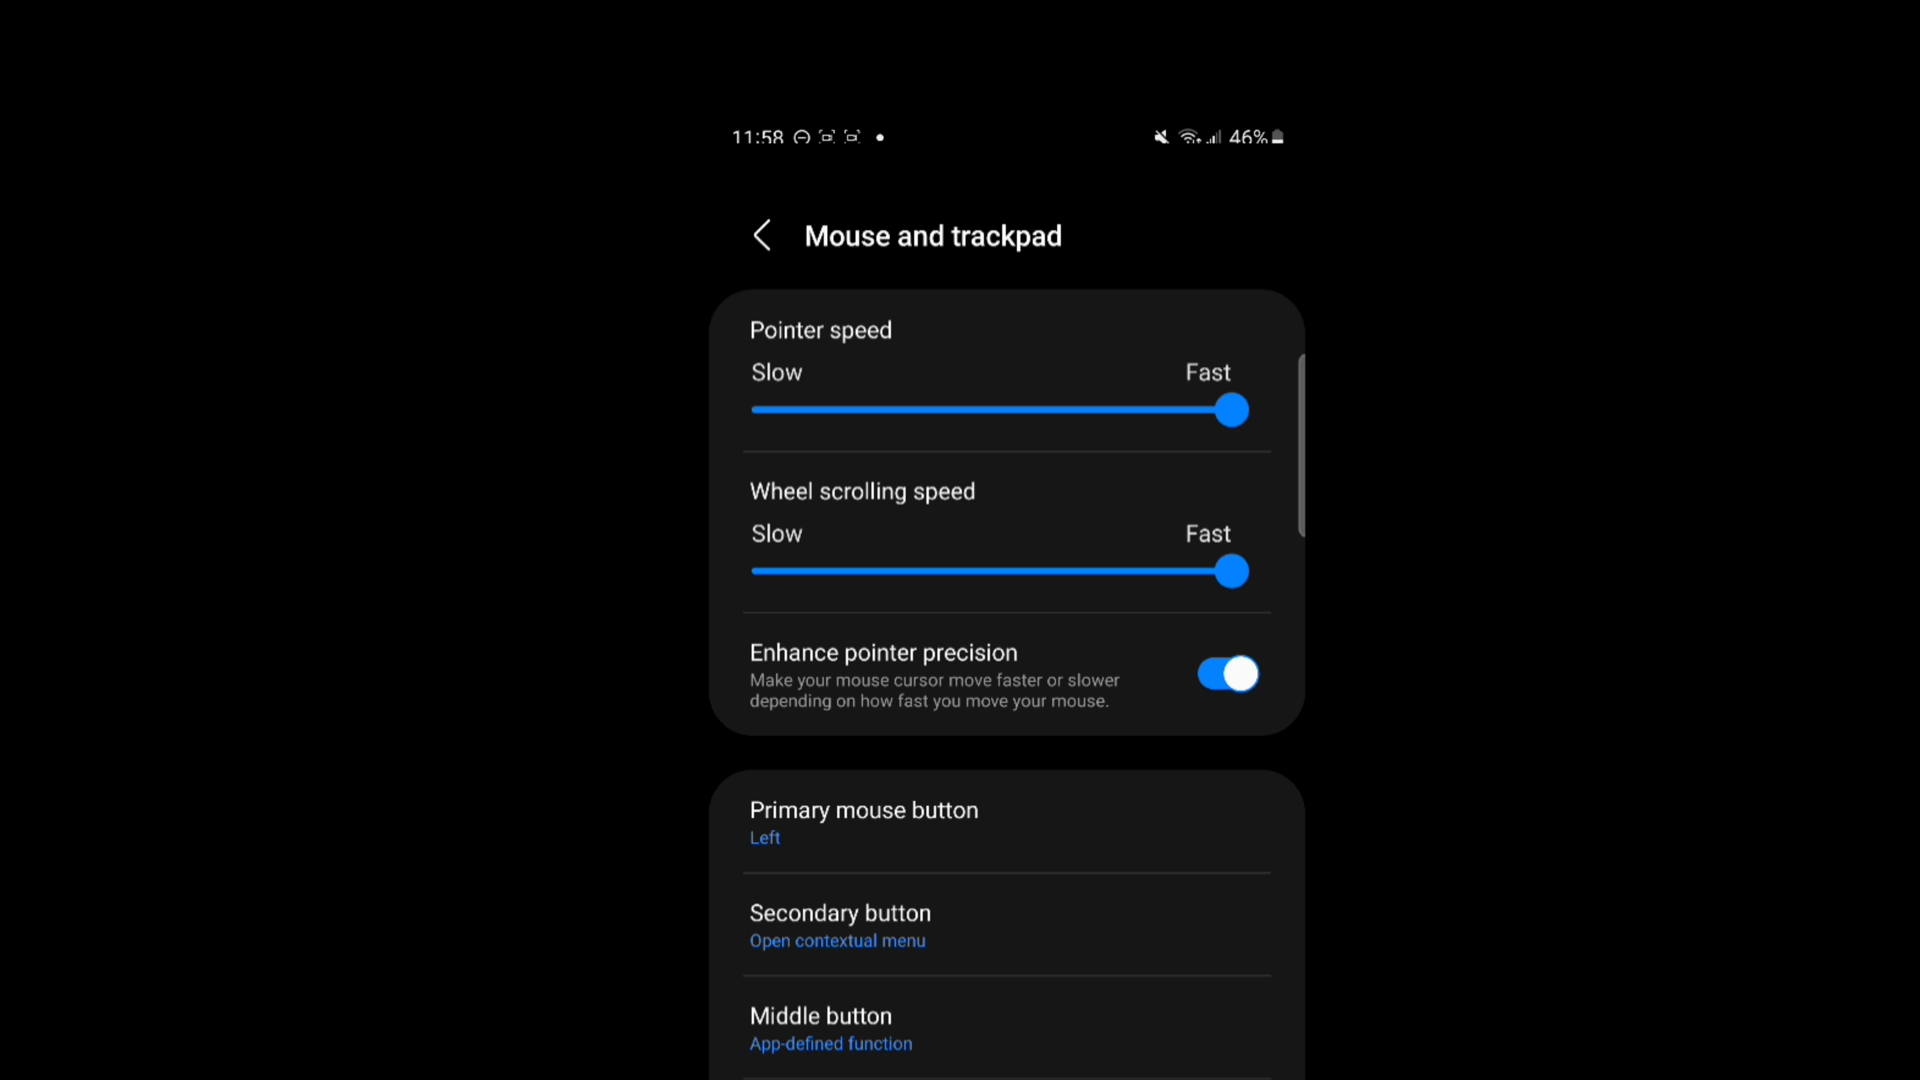 11:58 46%
Mouse and trackpad
Pointer speed
Slow Fast
Wheel scrolling speed
Slow Fast
Enhance pointer precision
Make your mouse cursor move faster or slower
depending on how fast you move your mouse.
Primary mouse button
Left
Secondary button
Open contextual menu
Middle button
App-defined function